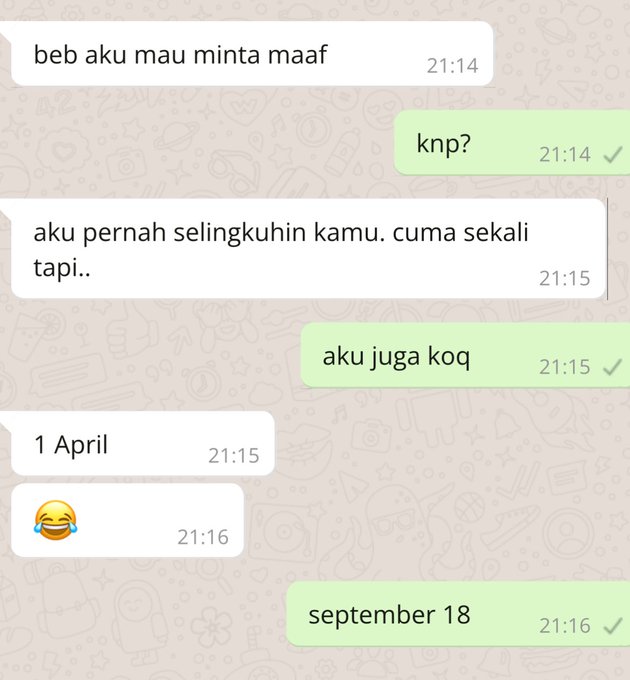 beb aku mau minta maaf
21:14
knp?
21:14
aku pernah selingkuhin kamu. cuma sekali
tapi..
21:15
aku juga koq
21:15
1 April
21:15
😂
21:16
september 18
21:16